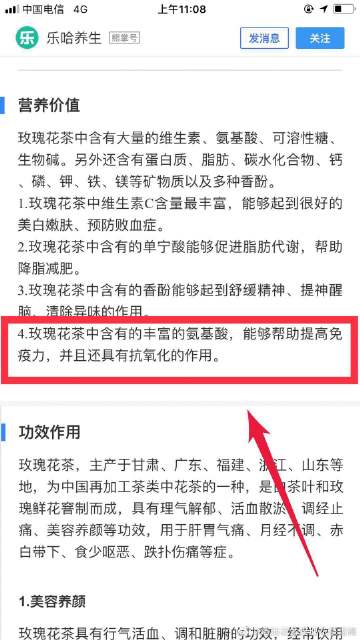 中国电信 4G 上午11:08
乐 乐哈养生 熊掌号 发消息 关注
营养价值
玫瑰花茶中含有大量的维生素、氨基酸、可溶性糖、
生物碱。另外还含有蛋白质、脂肪、碳水化合物、钙
、磷、钾、铁、镁等矿物质以及多种香酚。
1.玫瑰花茶中维生素C含量最丰富，能够起到很好的
美白嫩肤、预防败血症。
2.玫瑰花茶中含有的单宁酸能够促进脂肪代谢，帮助
降脂减肥。
3.玫瑰花茶中含有的香酚能够起到舒缓精神、提神醒
脑、清除异味的作用。
4.玫瑰花茶中含有的丰富的氨基酸，能够帮助提高免
疫力，并且还具有抗氧化的作用。
功效作用
玫瑰花茶，主产于甘肃、广东、福建、浙江、山东等
地，为中国再加工茶类中花茶的一种，是由茶叶和玫
瑰鲜花窨制而成，具有理气解郁、活血散淤、调经止
痛、美容养颜等功效，用于肝胃气痛、月经不调、赤
白带下、食少呕恶、跌扑伤痛等症。
1.美容养颜
玫瑰花茶具有行气活血、调和脏腑的功效，经常饮用